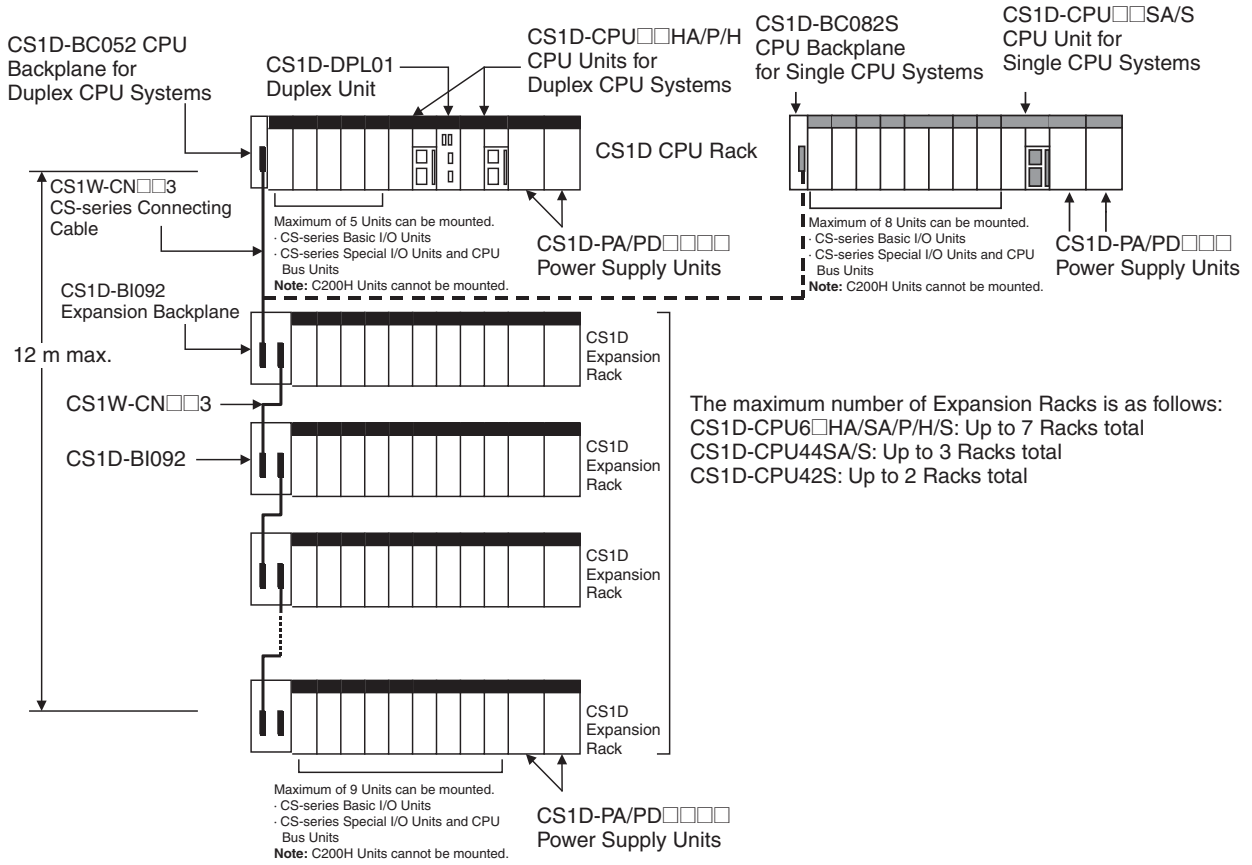 CS1D-BC052 CPU
Backplane for
Duplex CPU Systems
CS1D-DPL01
Duplex Unit
CS1D-CPU□□HA/P/H
CPU Units for
Duplex CPU Systems
CS1D-BC082S
CPU Backplane
for Single CPU Systems
CS1D-CPU□□SA/S
CPU Unit for
Single CPU Systems
CS1D CPU Rack
CS1W-CN□□3
CS-series Connecting
Cable
Maximum of 5 Units can be mounted.
· CS-series Basic I/O Units
· CS-series Special I/O Units and CPU
Bus Units
Note: C200H Units cannot be mounted.
CS1D-PA/PD□□□□
Power Supply Units
Maximum of 8 Units can be mounted.
· CS-series Basic I/O Units
· CS-series Special I/O Units and CPU
Bus Units
Note: C200H Units cannot be mounted.
CS1D-PA/PD□□□
Power Supply Units
CS1D-BI092
Expansion Backplane
12 m max.
CS1D
Expansion
Rack
CS1W-CN□□3
CS1D-BI092
CS1D
Expansion
Rack
The maximum number of Expansion Racks is as follows:
CS1D-CPU6□HA/SA/P/H/S: Up to 7 Racks total
CS1D-CPU44SA/S: Up to 3 Racks total
CS1D-CPU42S: Up to 2 Racks total
CS1D
Expansion
Rack
CS1D
Expansion
Rack
Maximum of 9 Units can be mounted.
· CS-series Basic I/O Units
· CS-series Special I/O Units and CPU
Bus Units
Note: C200H Units cannot be mounted.
CS1D-PA/PD□□□□
Power Supply Units